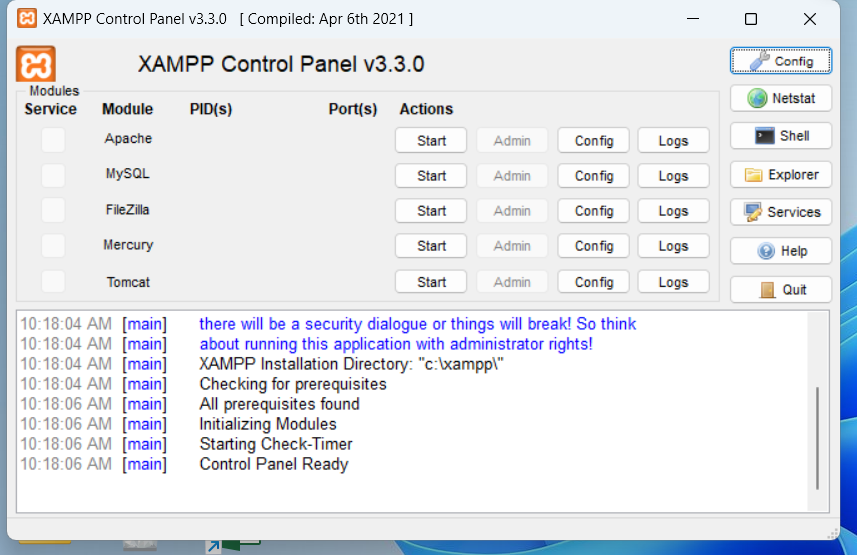 XAMPP Control Panel v3.3.0 [ Compiled: Apr 6th 2021 ]
XAMPP Control Panel v3.3.0
Config
Modules
Service Module PID(s) Port(s) Actions
Netstat
Apache Start Admin Config Logs
Shell
MySQL Start Admin Config Logs
Explorer
FileZilla Start Admin Config Logs
Services
Mercury Start Admin Config Logs
Help
Tomcat Start Admin Config Logs
Quit
10:18:04 AM [main] there will be a security dialogue or things will break! So think
10:18:04 AM [main] about running this application with administrator rights!
10:18:04 AM [main] XAMPP Installation Directory: "c:\xampp\"
10:18:04 AM [main] Checking for prerequisites
10:18:06 AM [main] All prerequisites found
10:18:06 AM [main] Initializing Modules
10:18:06 AM [main] Starting Check-Timer
10:18:06 AM [main] Control Panel Ready